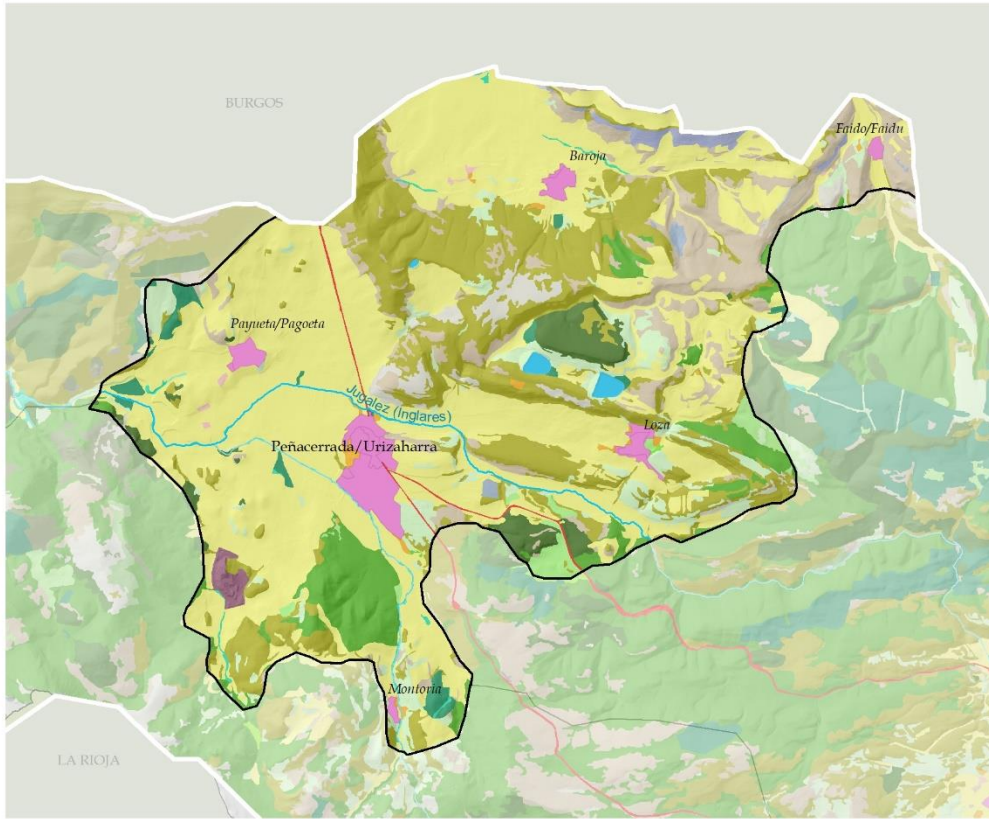 BURGOS
Faido/Faidu
Baroja
Payueta/Pagoeta
Jugalez (Inglares)
Loza
Peñacerrada/Urizaharra
Montoria
LA RIOJA